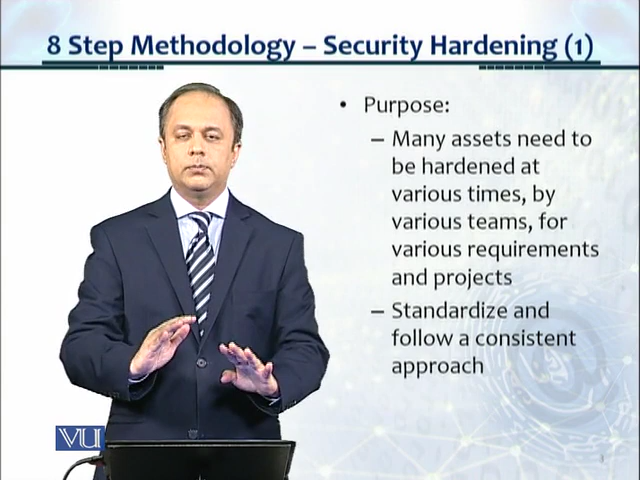 8 Step Methodology – Security Hardening (1)
• Purpose:
– Many assets need to
be hardened at
various times, by
various teams, for
various requirements
and projects
– Standardize and
follow a consistent
approach
VU